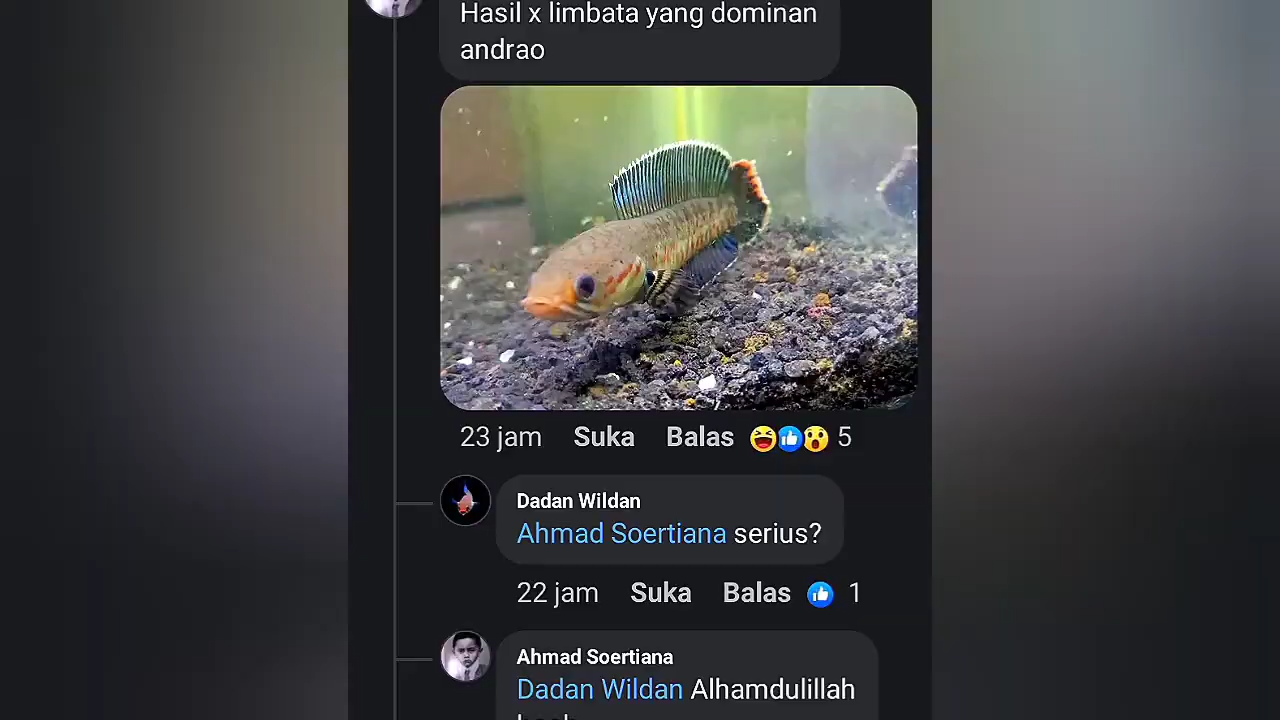 Hasil x limbata yang dominan
andrao
23 jam Suka Balas 5
Dadan Wildan
Ahmad Soertiana serius?
22 jam Suka Balas 1
Ahmad Soertiana
Dadan Wildan Alhamdulillah